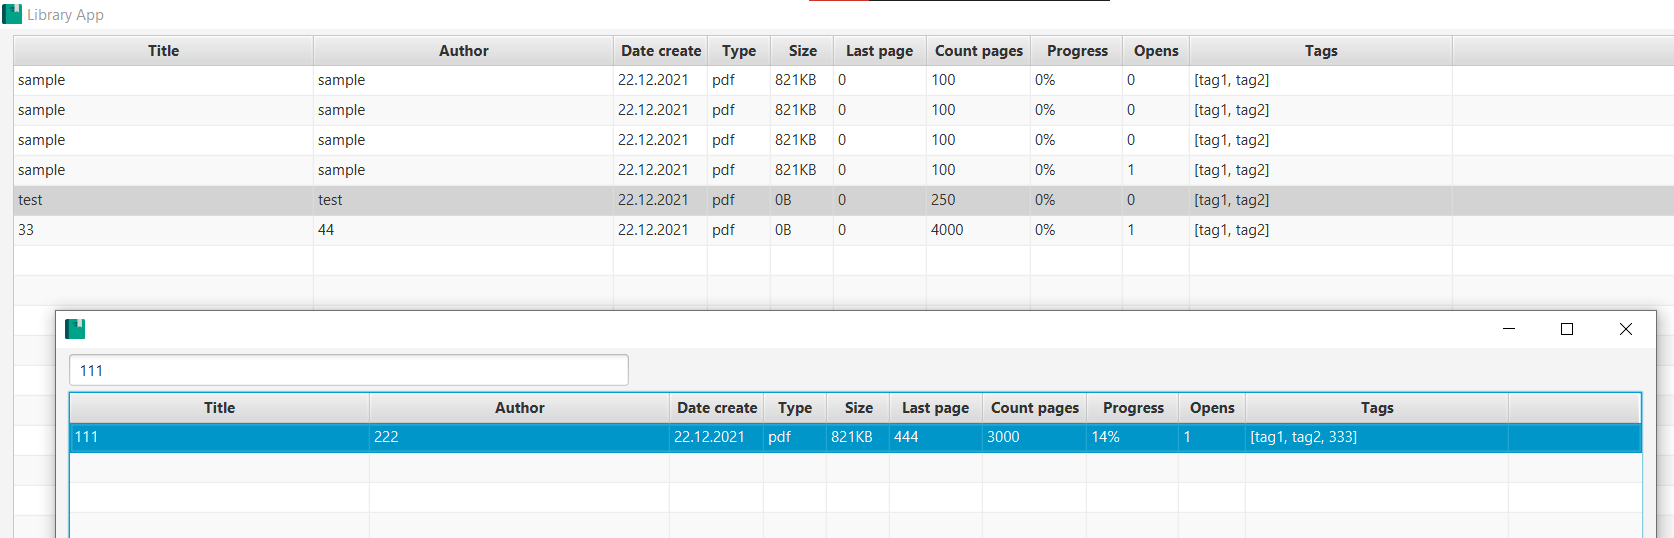 Library App
Title Author Date create Type Size Last page Count pages Progress Opens Tags
sample sample 22.12.2021 pdf 821KB 0 100 0% 0 [tag1, tag2]
sample sample 22.12.2021 pdf 821KB 0 100 0% 0 [tag1, tag2]
sample sample 22.12.2021 pdf 821KB 0 100 0% 0 [tag1, tag2]
sample sample 22.12.2021 pdf 821KB 0 100 0% 1 [tag1, tag2]
test test 22.12.2021 pdf 0B 0 250 0% 0 [tag1, tag2]
33 44 22.12.2021 pdf 0B 0 4000 0% 1 [tag1, tag2]
111
Title Author Date create Type Size Last page Count pages Progress Opens Tags
111 222 22.12.2021 pdf 821KB 444 3000 14% 1 [tag1, tag2, 333]